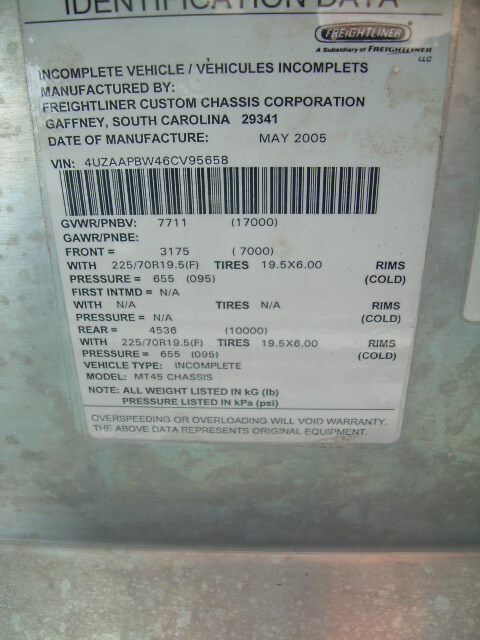 IDENTIFICATION DATA
FREIGHTLINER
A Subsidiary of FREIGHTLINER LLC
INCOMPLETE VEHICLE / VEHICULES INCOMPLETS
MANUFACTURED BY:
FREIGHTLINER CUSTOM CHASSIS CORPORATION
GAFFNEY, SOUTH CAROLINA 29341
DATE OF MANUFACTURE: MAY 2005
VIN: 4UZAAPBW46CV95658
GVWR/PNBV: 7711 (17000)
GAWR/PNBE:
FRONT = 3175 ( 7000)
WITH 225/70R19.5(F) TIRES 19.5X6.00 RIMS
PRESSURE = 655 (095) (COLD)
FIRST INTMD = N/A
WITH N/A TIRES N/A RIMS
PRESSURE = N/A (COLD)
REAR = 4536 (10000)
WITH 225/70R19.5(F) TIRES 19.5X6.00 RIMS
PRESSURE = 655 (095) (COLD)
VEHICLE TYPE: INCOMPLETE
MODEL: MT45 CHASSIS
NOTE: ALL WEIGHT LISTED IN kG (lb)
PRESSURE LISTED IN kPa (psi)
OVERSPEEDING OR OVERLOADING WILL VOID WARRANTY.
THE ABOVE DATA REPRESENTS ORIGINAL EQUIPMENT.